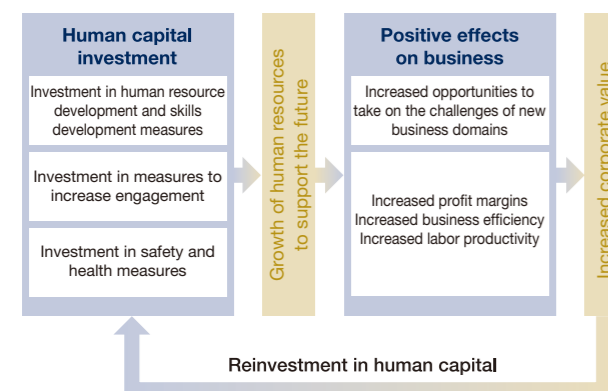 Human capital
investment
Investment in human resource
development and skills
development measures
Investment in measures to
increase engagement
Investment in safety and
health measures
Growth of human resources
to support the future
Positive effects
on business
Increased opportunities to
take on the challenges of new
business domains
Increased profit margins
Increased business efficiency
Increased labor productivity
Increased corporate value
Reinvestment in human capital